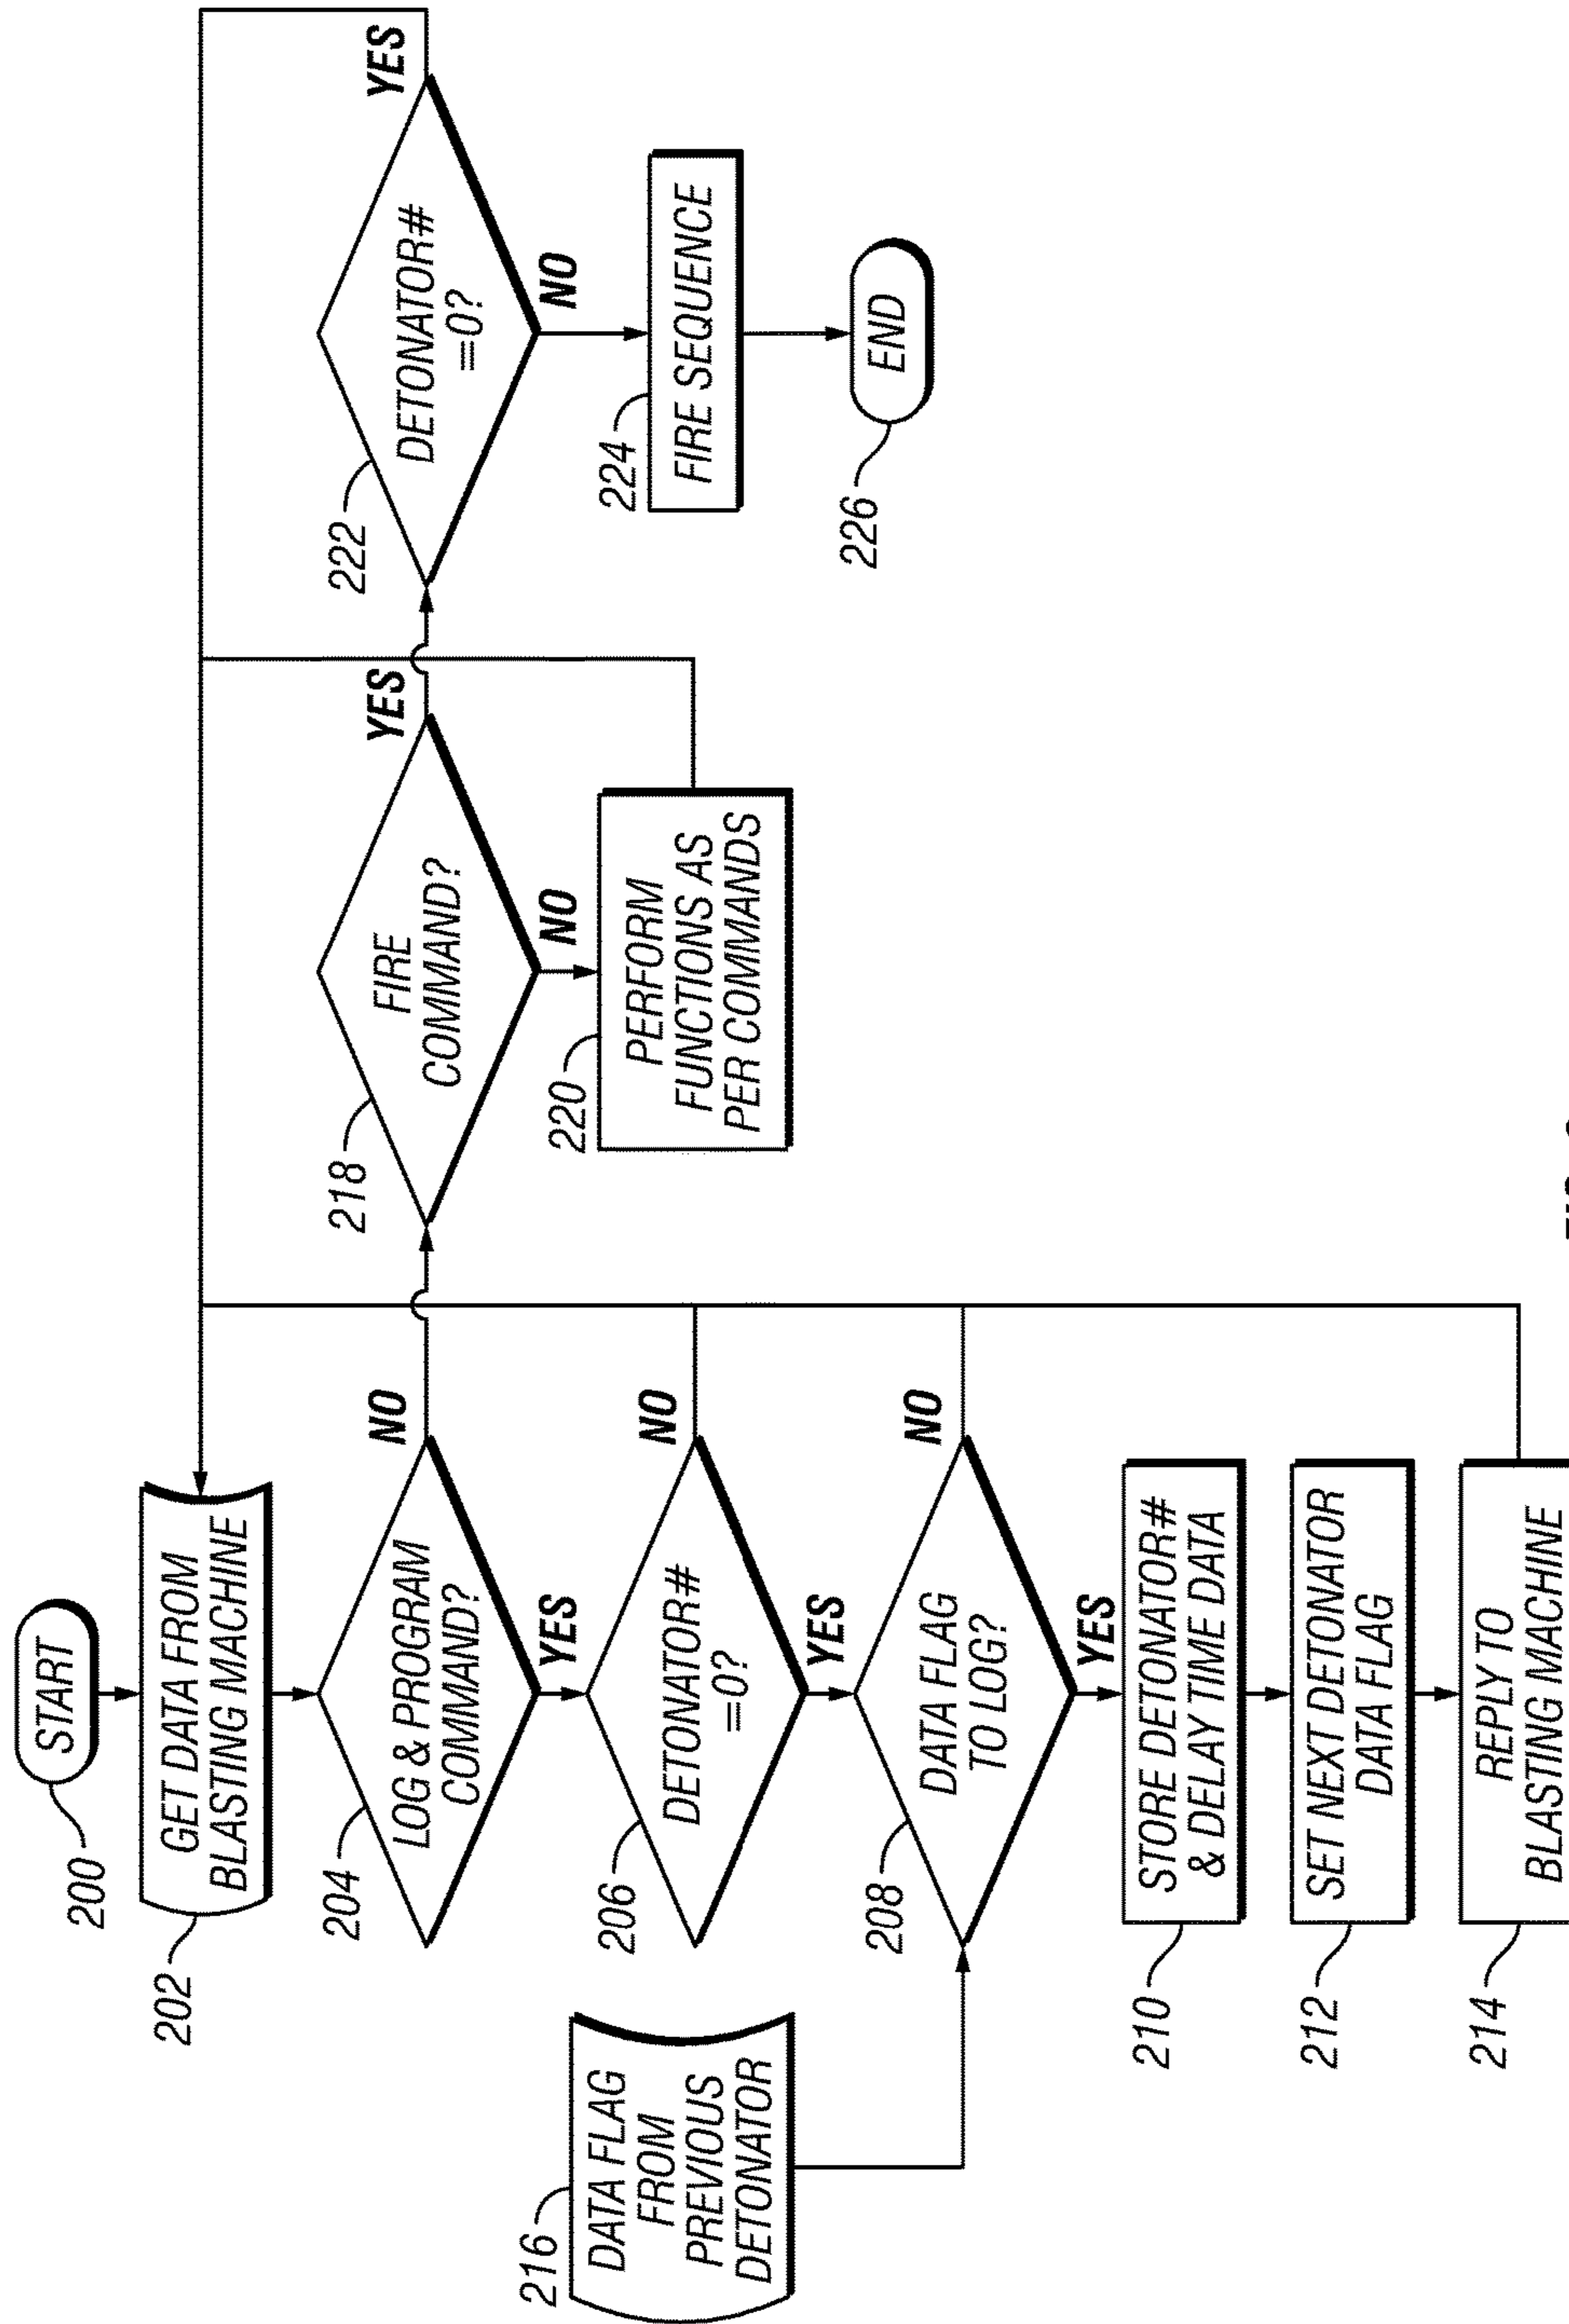 START
200
GET DATA FROM
BLASTING MACHINE
202
LOG & PROGRAM
COMMAND?
204
NO
YES
DETONATOR#
=0?
206
NO
YES
DATA FLAG
TO LOG?
208
NO
YES
STORE DETONATOR#
& DELAY TIME DATA
210
SET NEXT DETONATOR
DATA FLAG
212
REPLY TO
BLASTING MACHINE
214
DATA FLAG
FROM
PREVIOUS
DETONATOR
216
FIRE
COMMAND?
218
YES
NO
PERFORM
FUNCTIONS AS
PER COMMANDS
220
DETONATOR#
=0?
222
YES
NO
FIRE SEQUENCE
224
END
226